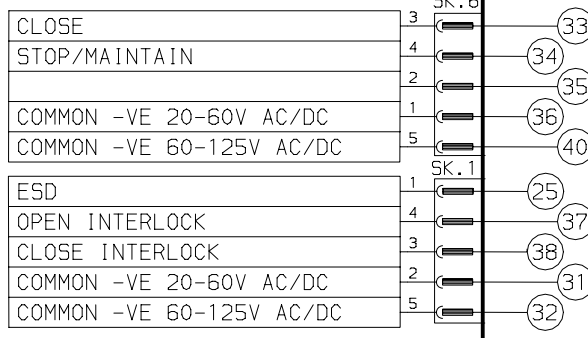 SK.6
CLOSE 3 33
STOP/MAINTAIN 4 34
2 35
COMMON -VE 20-60V AC/DC 1 36
COMMON -VE 60-125V AC/DC 5 40
SK.1
ESD 1 25
OPEN INTERLOCK 4 37
CLOSE INTERLOCK 3 38
COMMON -VE 20-60V AC/DC 2 31
COMMON -VE 60-125V AC/DC 5 32